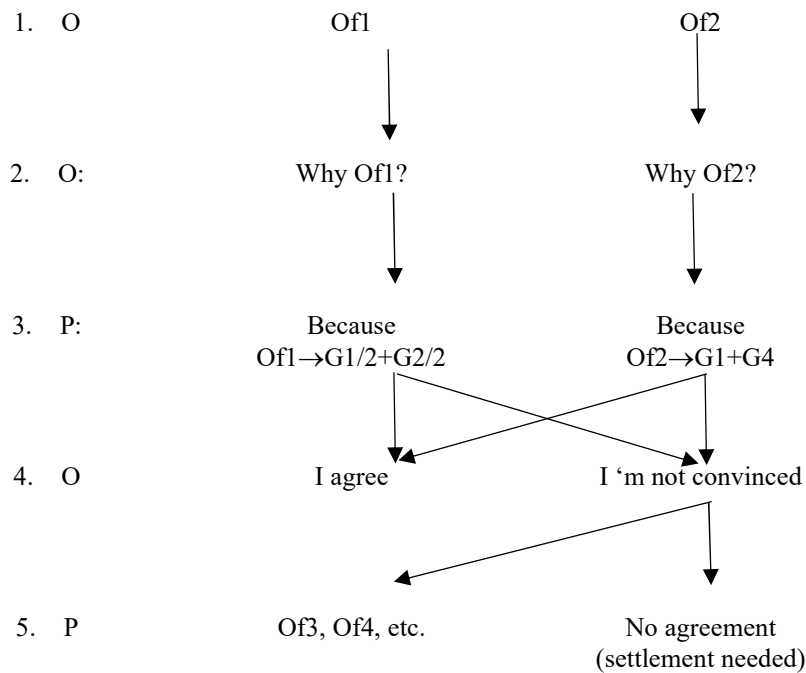 1. O Of1 Of2
2. O: Why Of1? Why Of2?
3. P: Because Because
Of1→G1/2+G2/2 Of2→G1+G4
4. O I agree I ‘m not convinced
5. P Of3, Of4, etc. No agreement
(settlement needed)